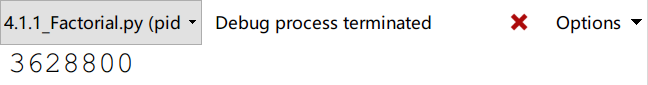 4.1.1_Factorial.py (pid Debug process terminated Options
3628800